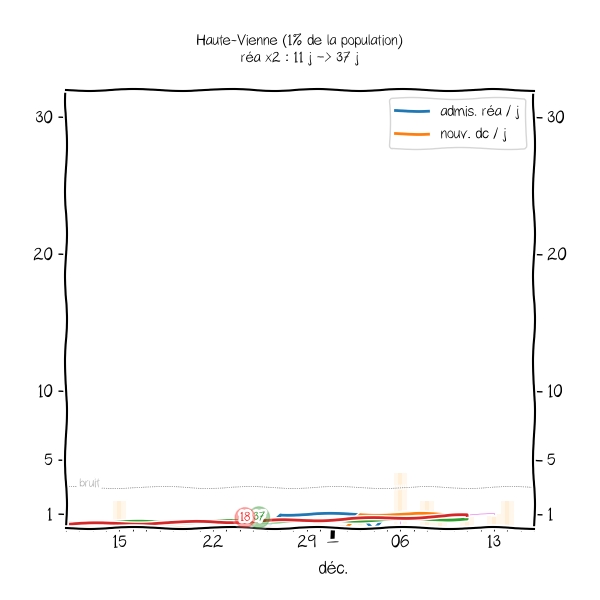 Haute-Vienne (1% de la population)
réa x2 : 11 j -> 37 j
admis. réa / j
nouv. dc / j
30
30
20
20
10
10
5
5
bruit
1
18
37
1
15
22
29
06
13
déc.